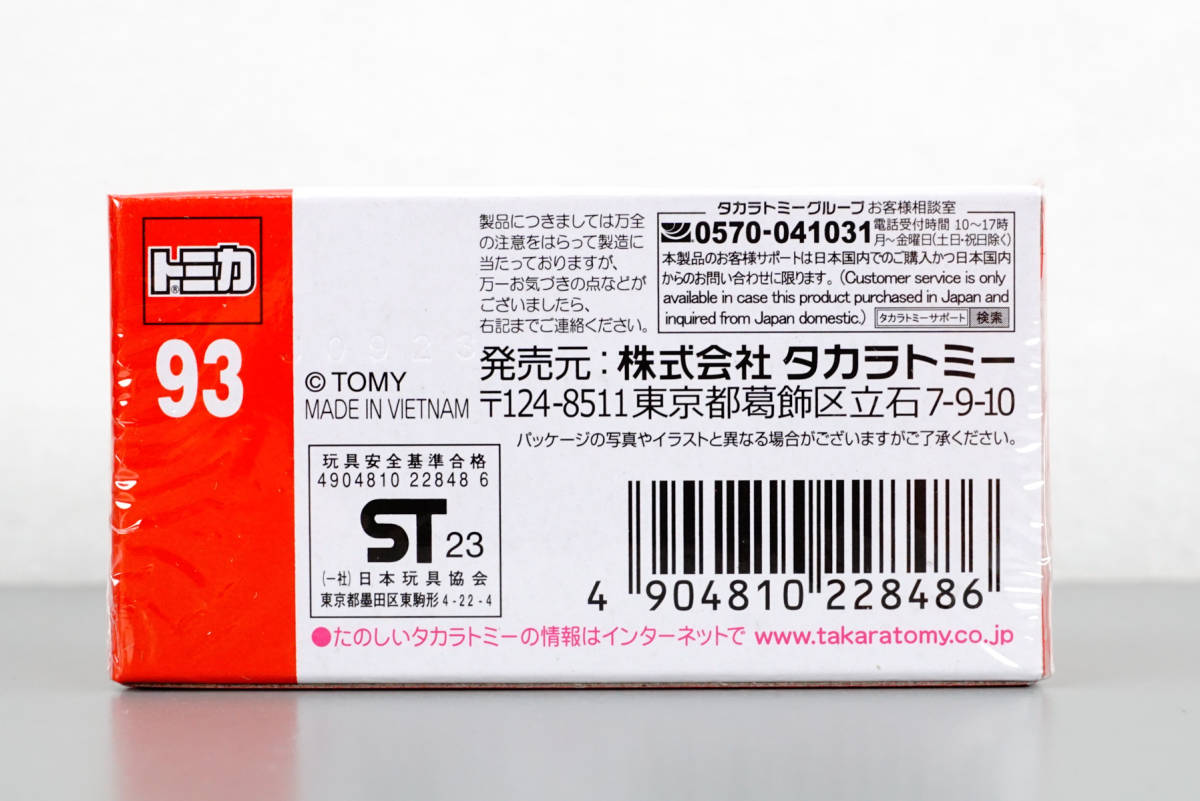 トミカ
®
93
© TOMY
MADE IN VIETNAM
製品につきましては万全
の注意をはらって製造に
当たっておりますが、
万一お気づきの点などが
ございましたら、
右記までご連絡ください。
タカラトミーグループ お客様相談室
0570-041031 電話受付時間 10〜17時
月〜金曜日(土日・祝日除く)
本製品のお客様サポートは日本国内でのご購入かつ日本国内
からのお問い合わせに限ります。(Customer service is only
available in case this product purchased in Japan and
inquired from Japan domestic.) タカラトミーサポート 検索
発売元：株式会社 タカラトミー
〒124-8511 東京都葛飾区立石7-9-10
パッケージの写真やイラストと異なる場合がございますがご了承ください。
玩具安全基準合格
4904810 22848 6
ST 23
(一社)日本玩具協会
東京都墨田区東駒形4-22-4
4 904810 228486
●たのしいタカラトミーの情報はインターネットで www.takaratomy.co.jp